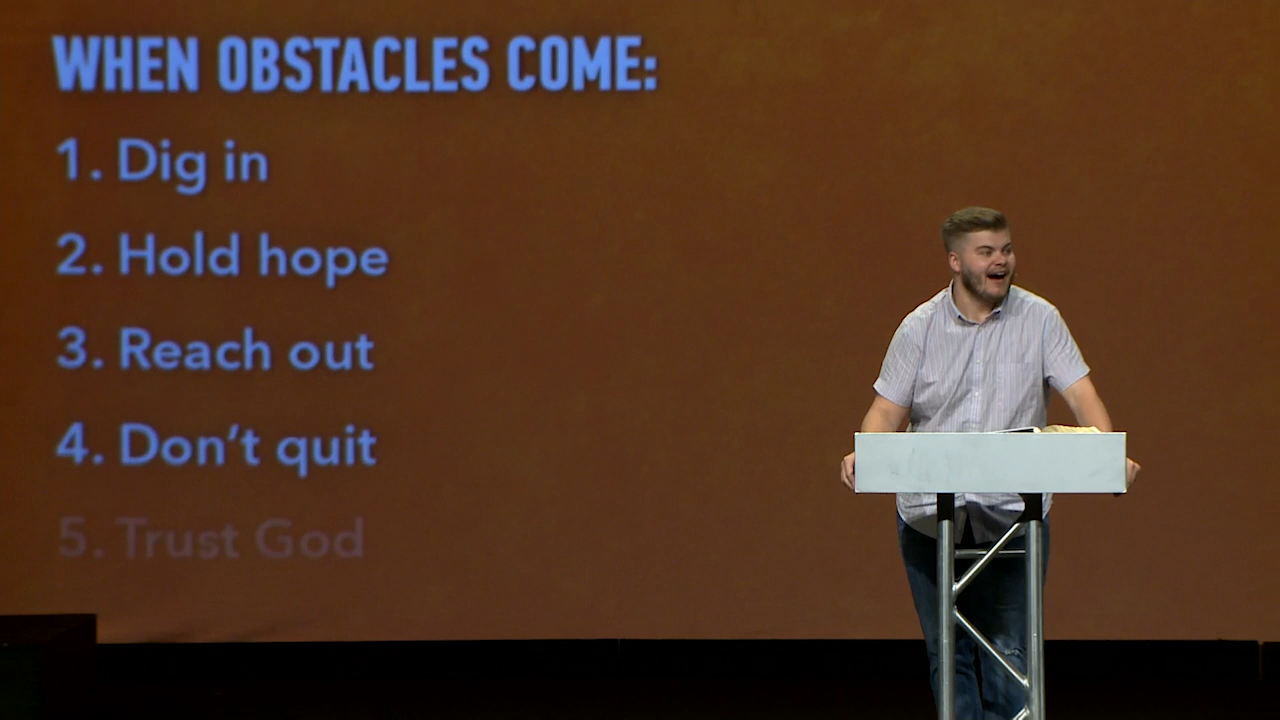 WHEN OBSTACLES COME:
1. Dig in
2. Hold hope
3. Reach out
4. Don’t quit
5. Trust God